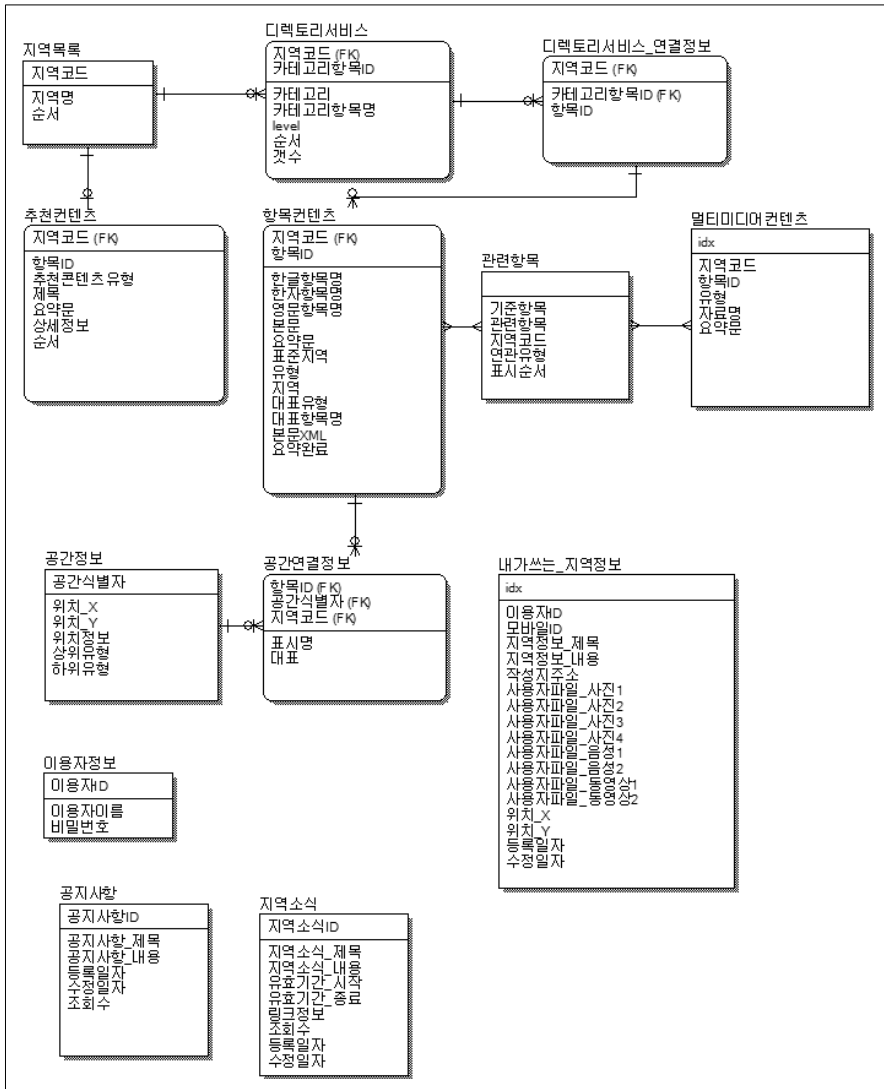 지역목록
지역코드
지역명
순서
디렉토리서비스
지역코드 (FK)
카테고리항목ID
카테고리
카테고리항목명
level
순서
갯수
디렉토리서비스_연결정보
지역코드 (FK)
카테고리항목ID (FK)
항목ID
추천컨텐츠
지역코드 (FK)
항목ID
추천콘텐츠유형
제목
요약문
상세정보
순서
항목컨텐츠
지역코드 (FK)
항목ID
한글항목명
한자항목명
영문항목명
본문
요약문
표준지역
유형
지역
대표유형
대표항목명
본문XML
요약완료
관련항목
기준항목
관련항목
지역코드
연관유형
표시순서
멀티미디어컨텐츠
idx
지역코드
항목ID
유형
자료명
요약문
공간정보
공간식별자
위치_X
위치_Y
위치정보
상위유형
하위유형
공간연결정보
항목ID (FK)
공간식별자 (FK)
지역코드 (FK)
표시명
대표
내가쓰는_지역정보
idx
이용자ID
모바일ID
지역정보_제목
지역정보_내용
작성지주소
사용자파일_사진1
사용자파일_사진2
사용자파일_사진3
사용자파일_사진4
사용자파일_음성1
사용자파일_음성2
사용자파일_동영상1
사용자파일_동영상2
위치_X
위치_Y
등록일자
수정일자
이용자정보
이용자ID
이용자이름
비밀번호
공지사항
공지사항ID
공지사항_제목
공지사항_내용
등록일자
수정일자
조회수
지역소식
지역소식ID
지역소식_제목
지역소식_내용
유효기간_시작
유효기간_종료
링크정보
조회수
등록일자
수정일자